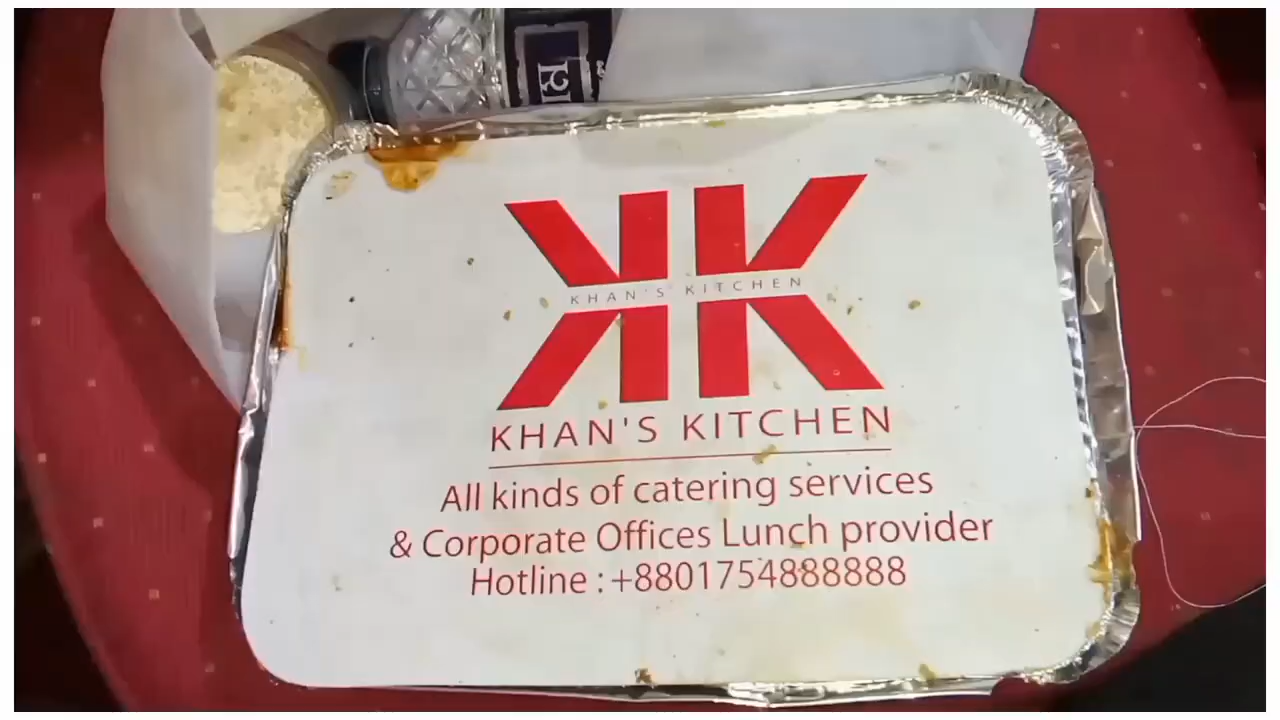 KHAN'S KITCHEN
KHAN'S KITCHEN
All kinds of catering services
& Corporate Offices Lunch provider
Hotline : +8801754888888